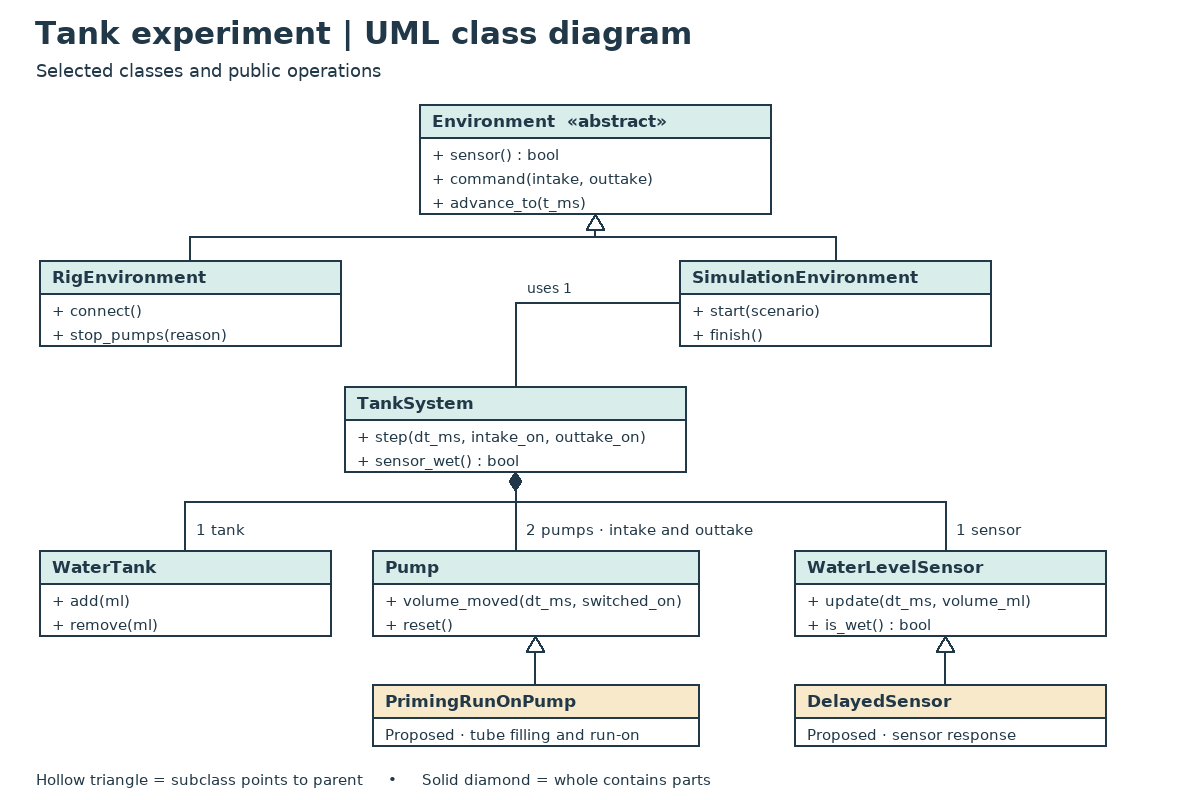 Tank experiment | UML class diagram
Selected classes and public operations
Environment «abstract»
+ sensor() : bool
+ command(intake, outtake)
+ advance_to(t_ms)
RigEnvironment
+ connect()
+ stop_pumps(reason)
uses 1
SimulationEnvironment
+ start(scenario)
+ finish()
TankSystem
+ step(dt_ms, intake_on, outtake_on)
+ sensor_wet() : bool
1 tank
2 pumps · intake and outtake
1 sensor
WaterTank
+ add(ml)
+ remove(ml)
Pump
+ volume_moved(dt_ms, switched_on)
+ reset()
WaterLevelSensor
+ update(dt_ms, volume_ml)
+ is_wet() : bool
PrimingRunOnPump
Proposed · tube filling and run-on
DelayedSensor
Proposed · sensor response
Hollow triangle = subclass points to parent • Solid diamond = whole contains parts